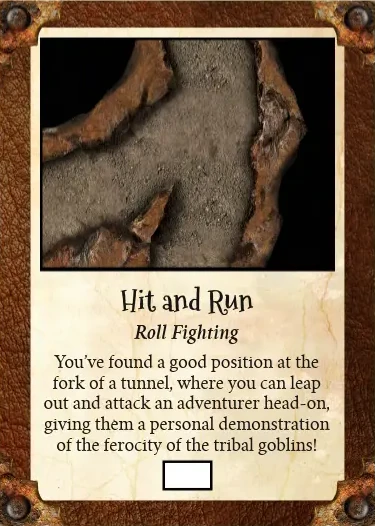 Hit and Run
Roll Fighting
You've found a good position at the
fork of a tunnel, where you can leap
out and attack an adventurer head-on,
giving them a personal demonstration
of the ferocity of the tribal goblins!